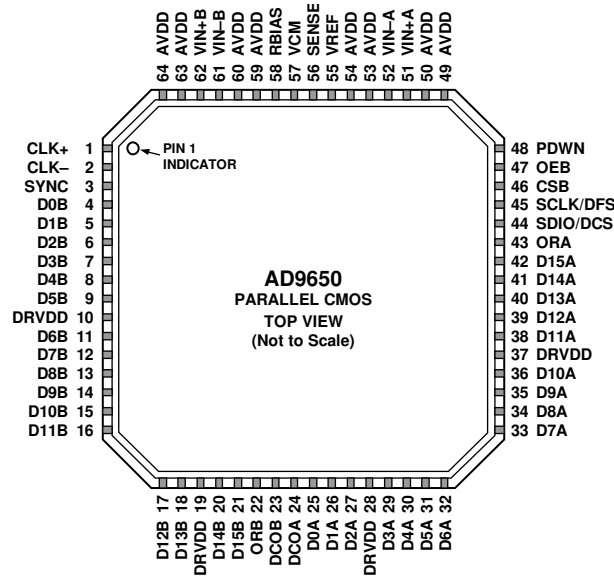 64 AVDD
63 AVDD
62 VIN+B
61 VIN–B
60 AVDD
59 AVDD
58 RBIAS
57 VCM
56 SENSE
55 VREF
54 AVDD
53 AVDD
52 VIN–A
51 VIN+A
50 AVDD
49 AVDD
CLK+ 1
CLK– 2
SYNC 3
D0B 4
D1B 5
D2B 6
D3B 7
D4B 8
D5B 9
DRVDD 10
D6B 11
D7B 12
D8B 13
D9B 14
D10B 15
D11B 16
PIN 1
INDICATOR
AD9650
PARALLEL CMOS
TOP VIEW
(Not to Scale)
48 PDWN
47 OEB
46 CSB
45 SCLK/DFS
44 SDIO/DCS
43 ORA
42 D15A
41 D14A
40 D13A
39 D12A
38 D11A
37 DRVDD
36 D10A
35 D9A
34 D8A
33 D7A
D12B 17
D13B 18
DRVDD 19
D14B 20
D15B 21
ORB 22
DCOB 23
DCOA 24
D0A 25
D1A 26
D2A 27
DRVDD 28
D3A 29
D4A 30
D5A 31
D6A 32